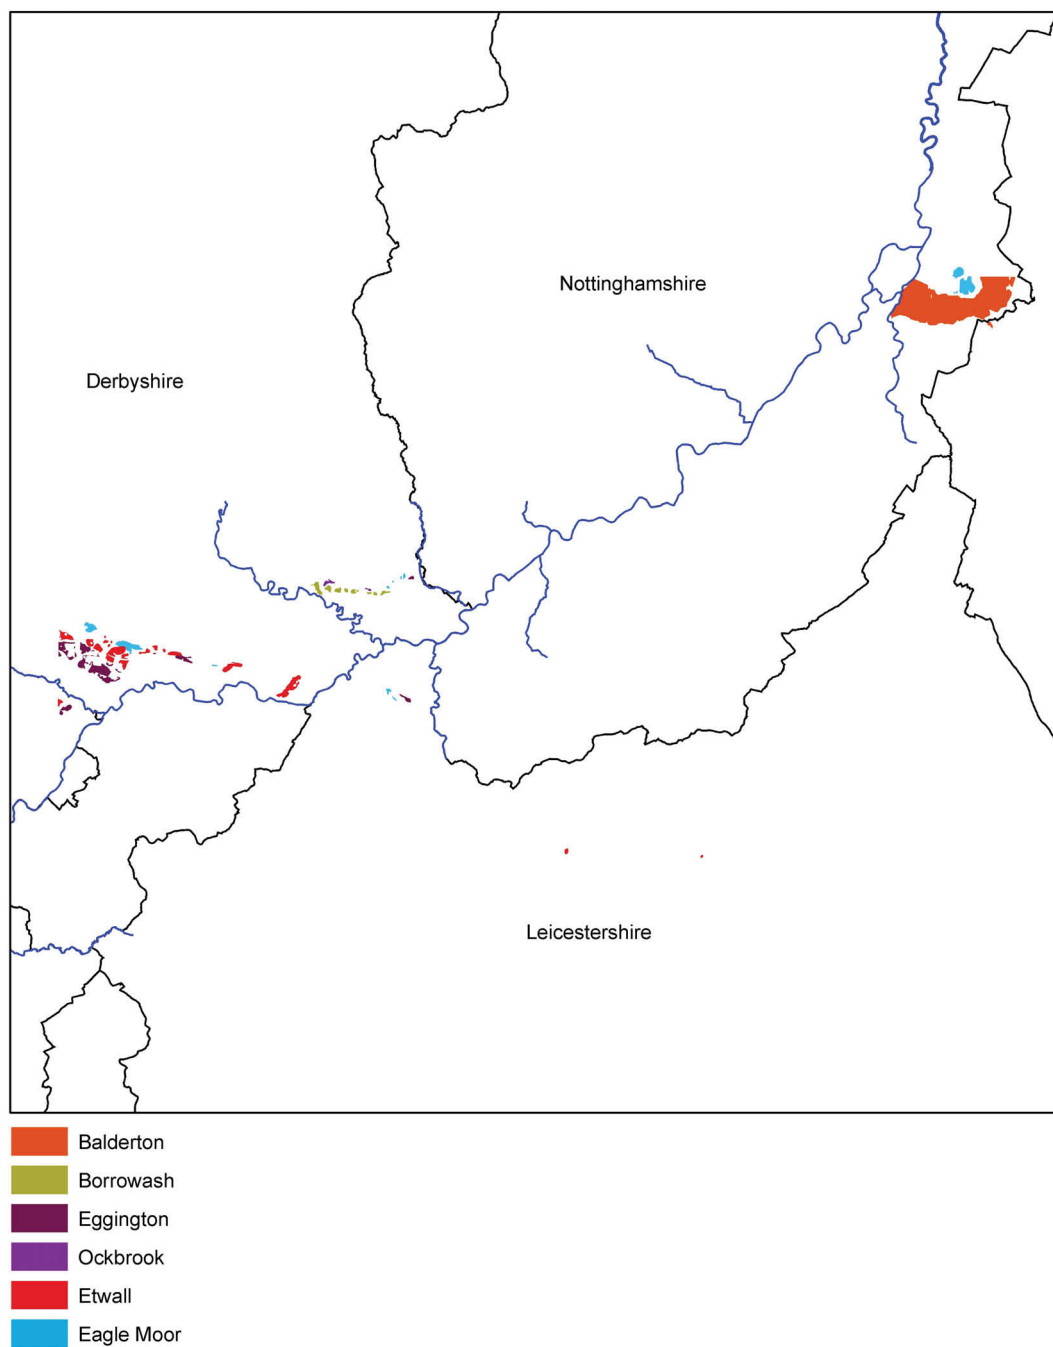 Nottinghamshire
Derbyshire
Leicestershire
Balderton
Borrowash
Eggington
Ockbrook
Etwall
Eagle Moor